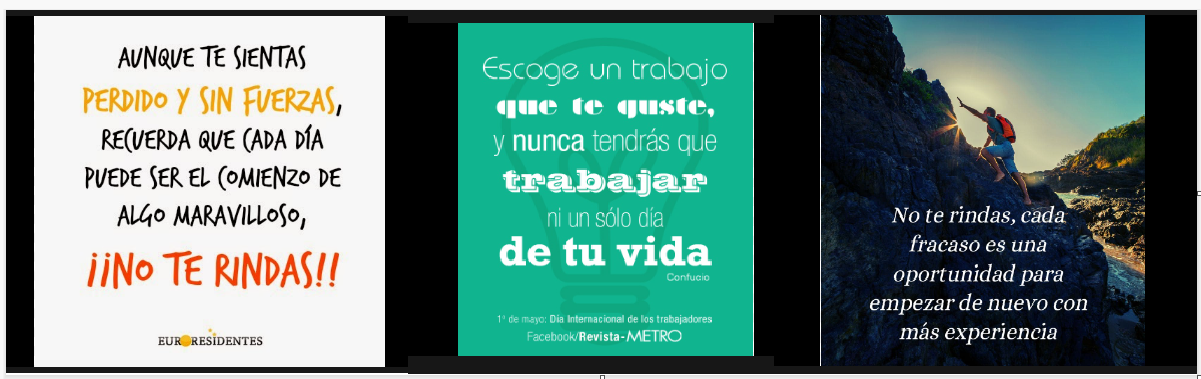 AUNQUE TE SIENTAS
PERDIDO Y SIN FUERZAS,
RECUERDA QUE CADA DÍA
PUEDE SER EL COMIENZO DE
ALGO MARAVILLOSO,
¡¡NO TE RINDAS!!
EURORESIDENTES
Escoge un trabajo
que te guste,
y nunca tendrás que
trabajar
ni un sólo día
de tu vida
Confucio
1º de mayo: Día Internacional de los trabajadores
Facebook/Revista-METRO
No te rindas, cada
fracaso es una
oportunidad para
empezar de nuevo con
más experiencia